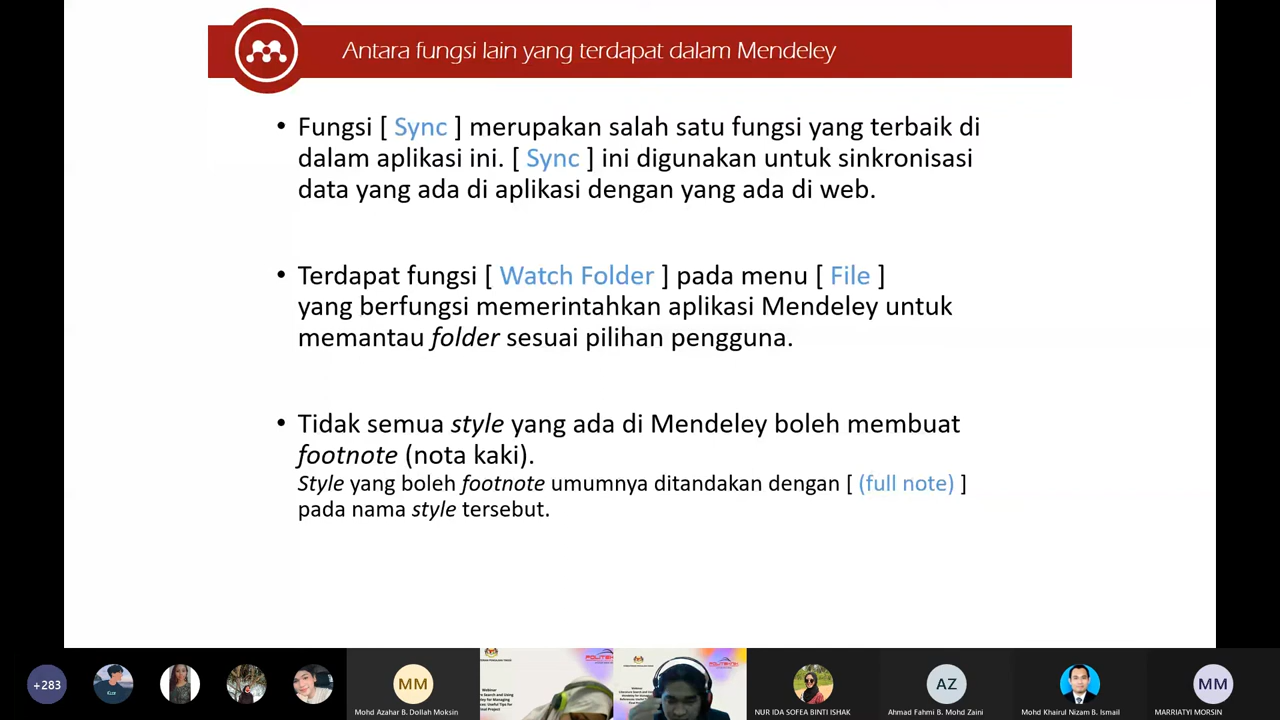 Antara fungsi lain yang terdapat dalam Mendeley
• Fungsi [ Sync ] merupakan salah satu fungsi yang terbaik di
dalam aplikasi ini. [ Sync ] ini digunakan untuk sinkronisasi
data yang ada di aplikasi dengan yang ada di web.
• Terdapat fungsi [ Watch Folder ] pada menu [ File ]
yang berfungsi memerintahkan aplikasi Mendeley untuk
memantau folder sesuai pilihan pengguna.
• Tidak semua style yang ada di Mendeley boleh membuat
footnote (nota kaki).
Style yang boleh footnote umumnya ditandakan dengan [ (full note) ]
pada nama style tersebut.
+283
MM
Mohd Azahar B. Dollah Moksin
Webinar
NUR IDA SOFEA BINTI ISHAK
AZ
Ahmad Fahmi B. Mohd Zaini
Mohd Khairul Nizam B. Ismail
MM
MARRIATYI MORSIN